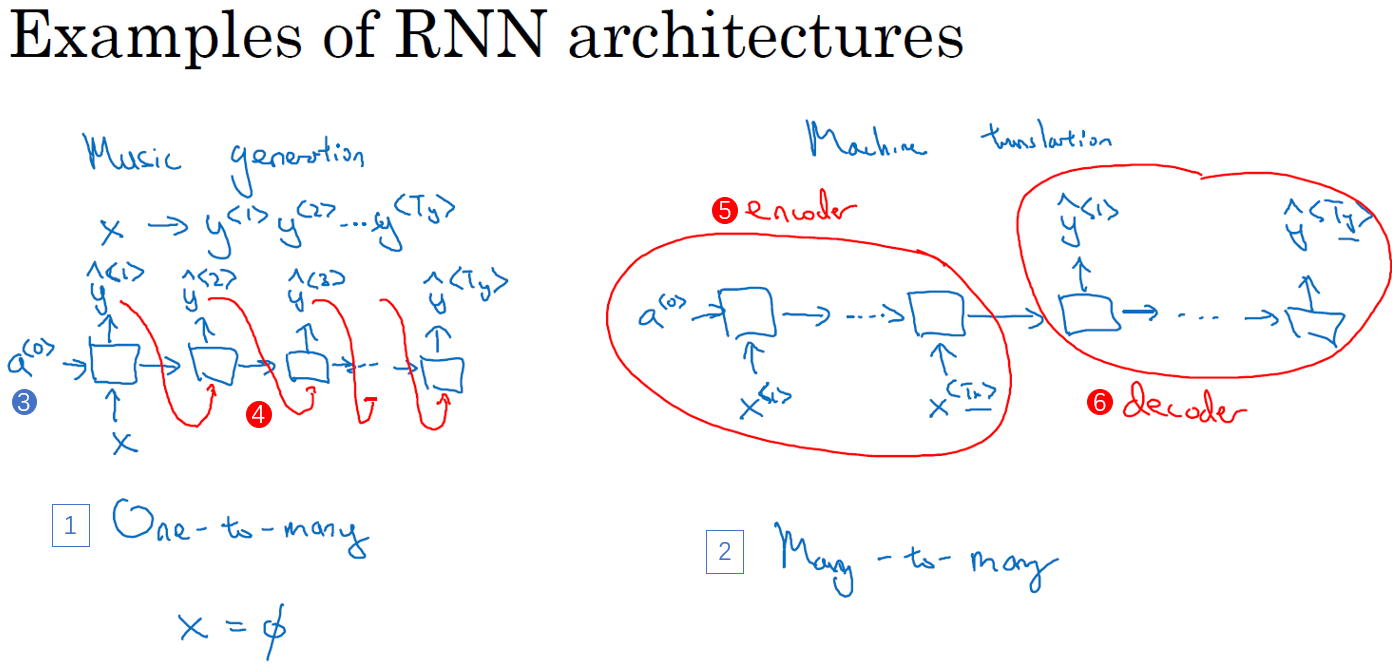 Examples of RNN architectures
Music generation
x → y<1> y<2> ... y<Ty>
ŷ<1> ŷ<2> ŷ<3> ŷ<Ty>
a<0> ...
3
4
x
1 One-to-many
x = ϕ
Machine translation
5 encoder
ŷ<1> ŷ<Ty>
a<0> ... ...
x<1> x<Tx>
6 decoder
2 Many-to-many